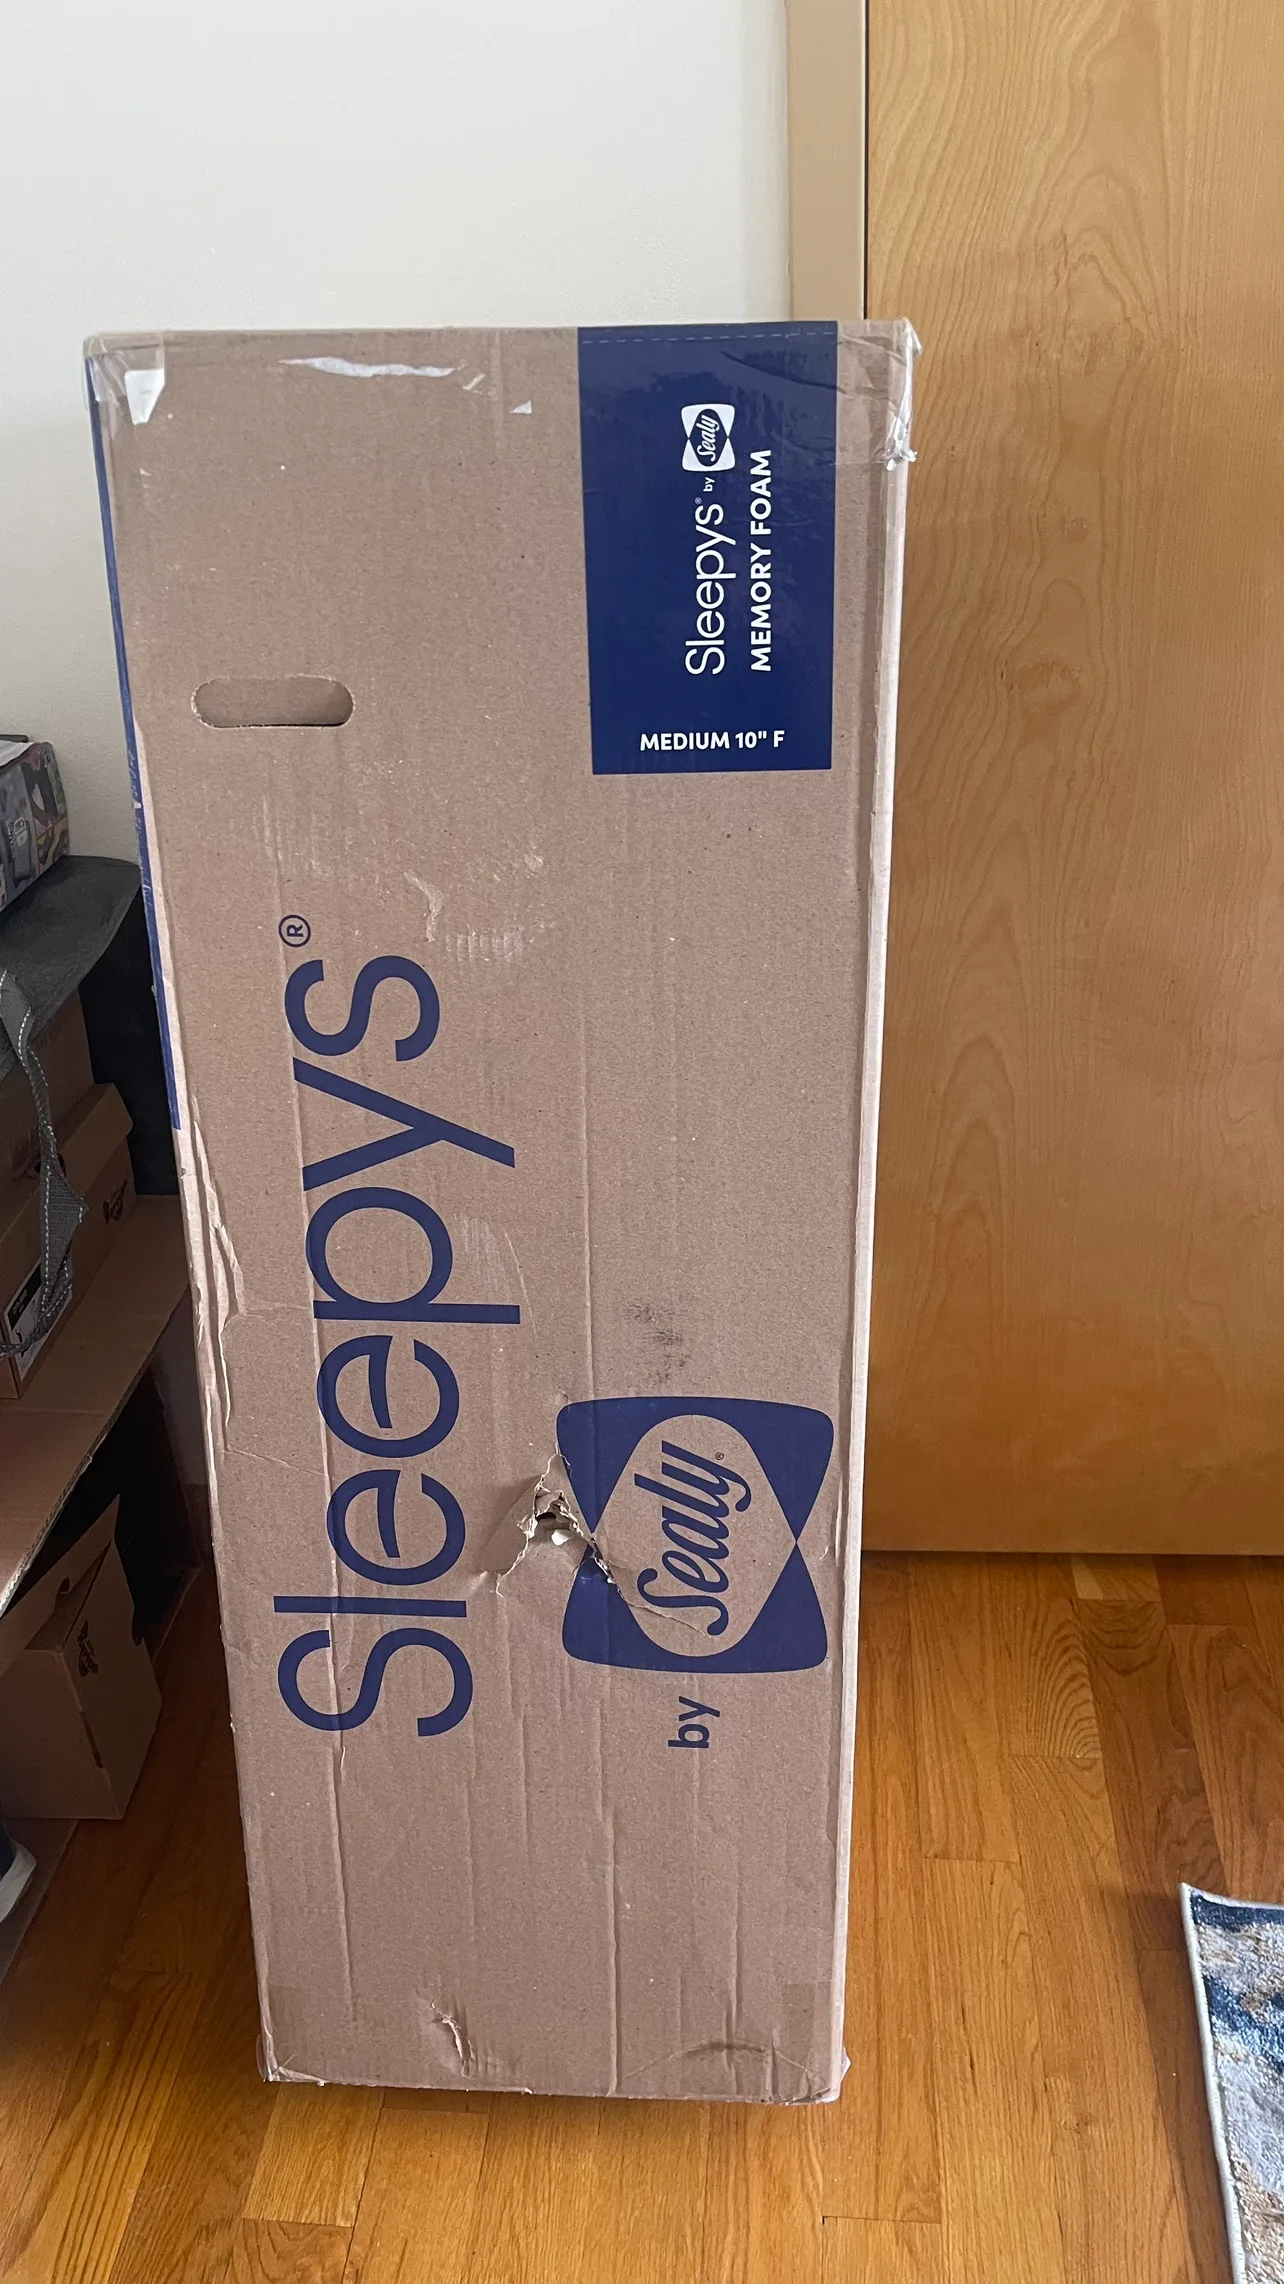 Sleepys® by Sealy
MEMORY FOAM
MEDIUM 10" F
Sleepys®
by Sealy®